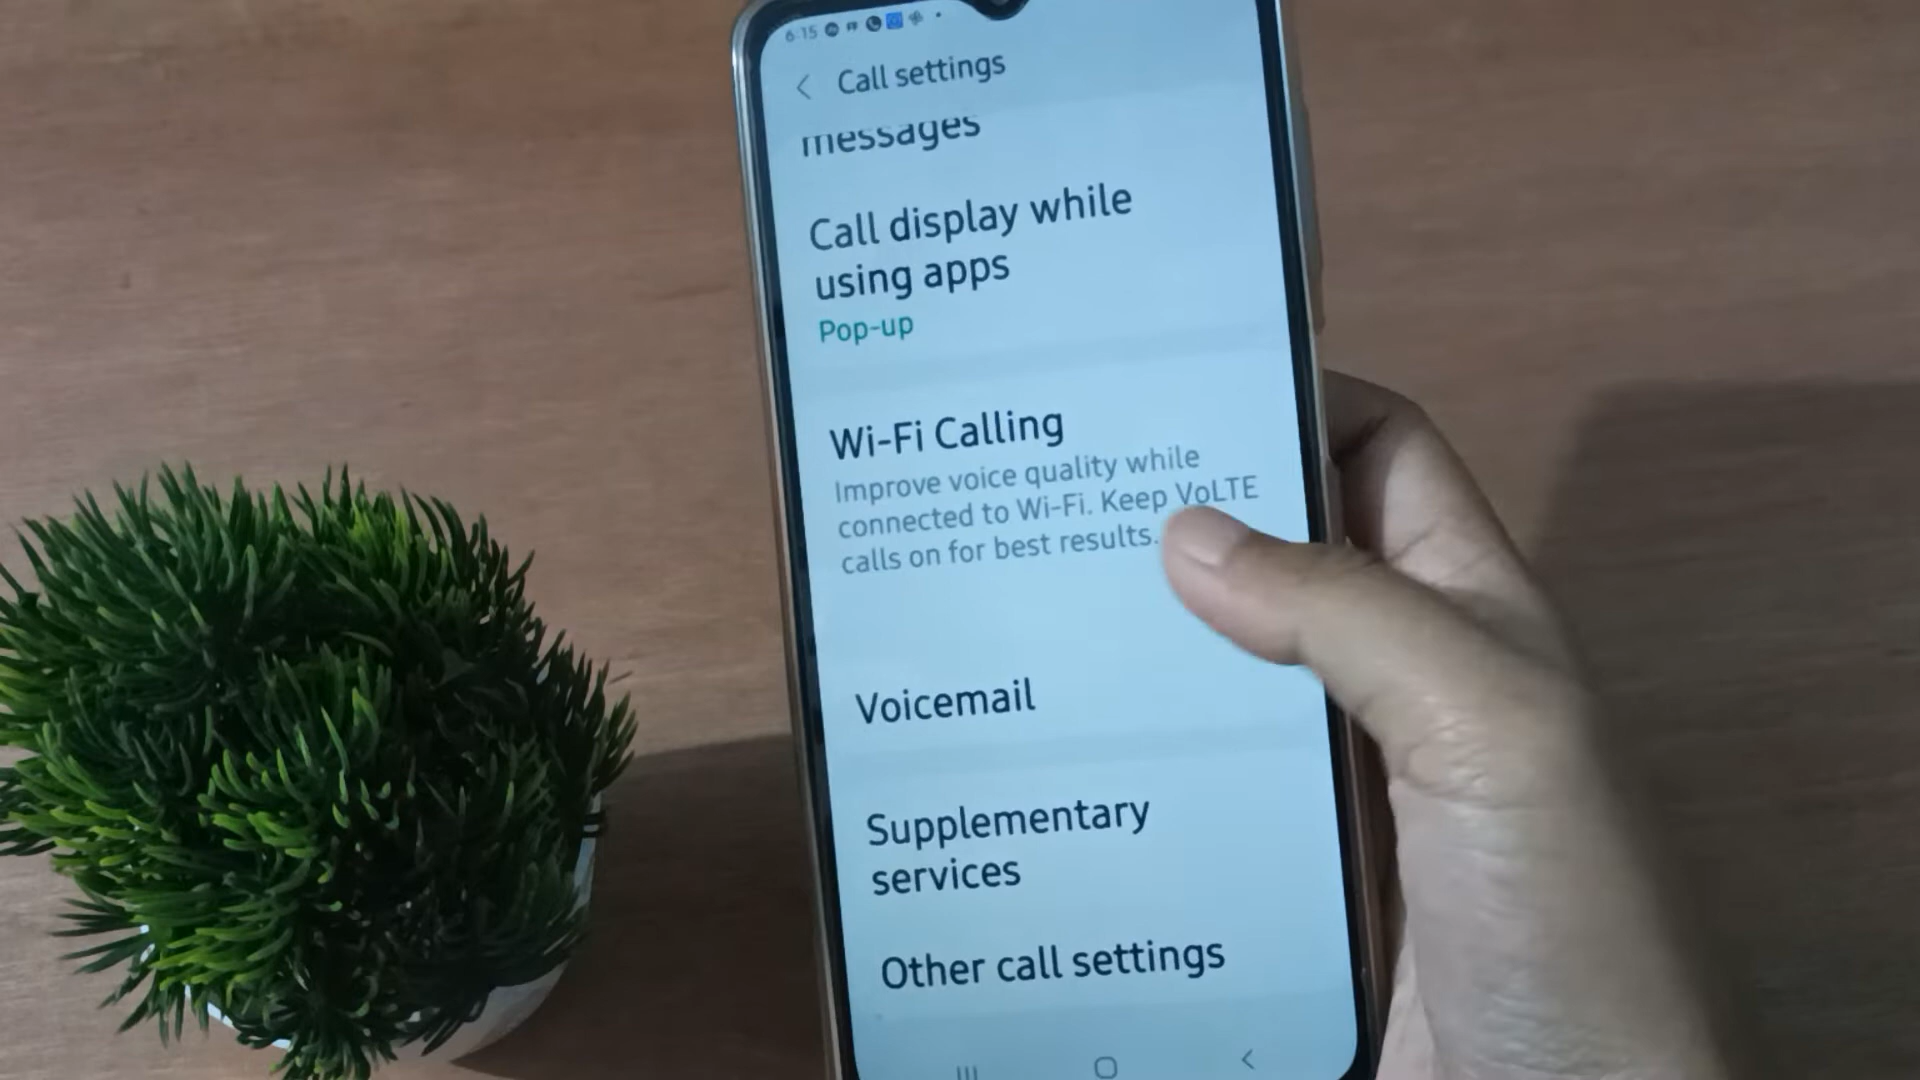 6:15
Call settings
messages
Call display while
using apps
Pop-up
Wi-Fi Calling
Improve voice quality while
connected to Wi-Fi. Keep VoLTE
calls on for best results.
Voicemail
Supplementary
services
Other call settings